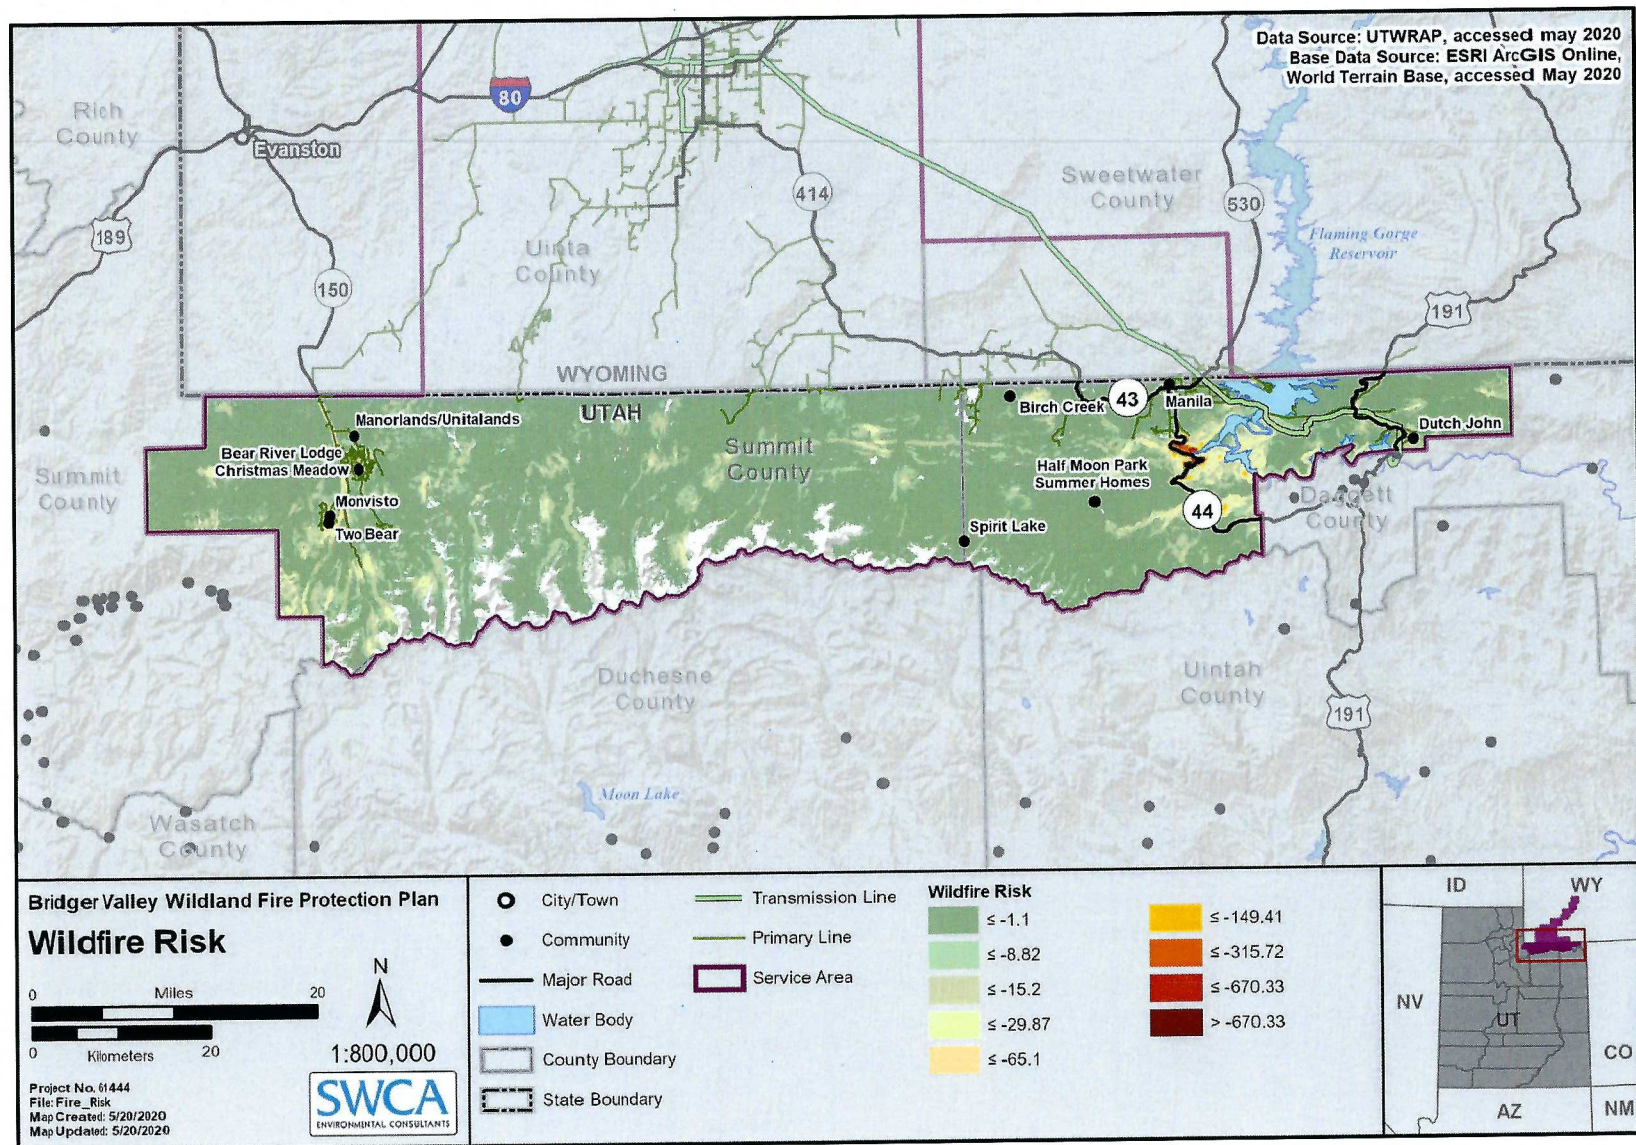 Data Source: UTWRAP, accessed may 2020
Base Data Source: ESRI ArcGIS Online,
World Terrain Base, accessed May 2020
Rich
County
80
Evanston
189
150
414
Uinta
County
Sweetwater
County
530
Flaming Gorge
Reservoir
191
WYOMING
UTAH
Manorlands/Unitalands
Bear River Lodge
Christmas Meadow
Monvisto
Two Bear
Summit
County
Summit
County
Birch Creek
43
Manila
Dutch John
Half Moon Park
Summer Homes
44
Spirit Lake
Daggett
County
Duchesne
County
Uintah
County
191
Moon Lake
Wasatch
County
Bridger Valley Wildland Fire Protection Plan
Wildfire Risk
0 Miles 20
0 Kilometers 20
N
1:800,000
Project No. 61444
File: Fire_Risk
Map Created: 5/20/2020
Map Updated: 5/20/2020
SWCA
ENVIRONMENTAL CONSULTANTS
City/Town
Community
Major Road
Water Body
County Boundary
State Boundary
Transmission Line
Primary Line
Service Area
Wildfire Risk
≤ -1.1
≤ -8.82
≤ -15.2
≤ -29.87
≤ -65.1
≤ -149.41
≤ -315.72
≤ -670.33
> -670.33
ID
WY
NV
UT
CO
AZ
NM